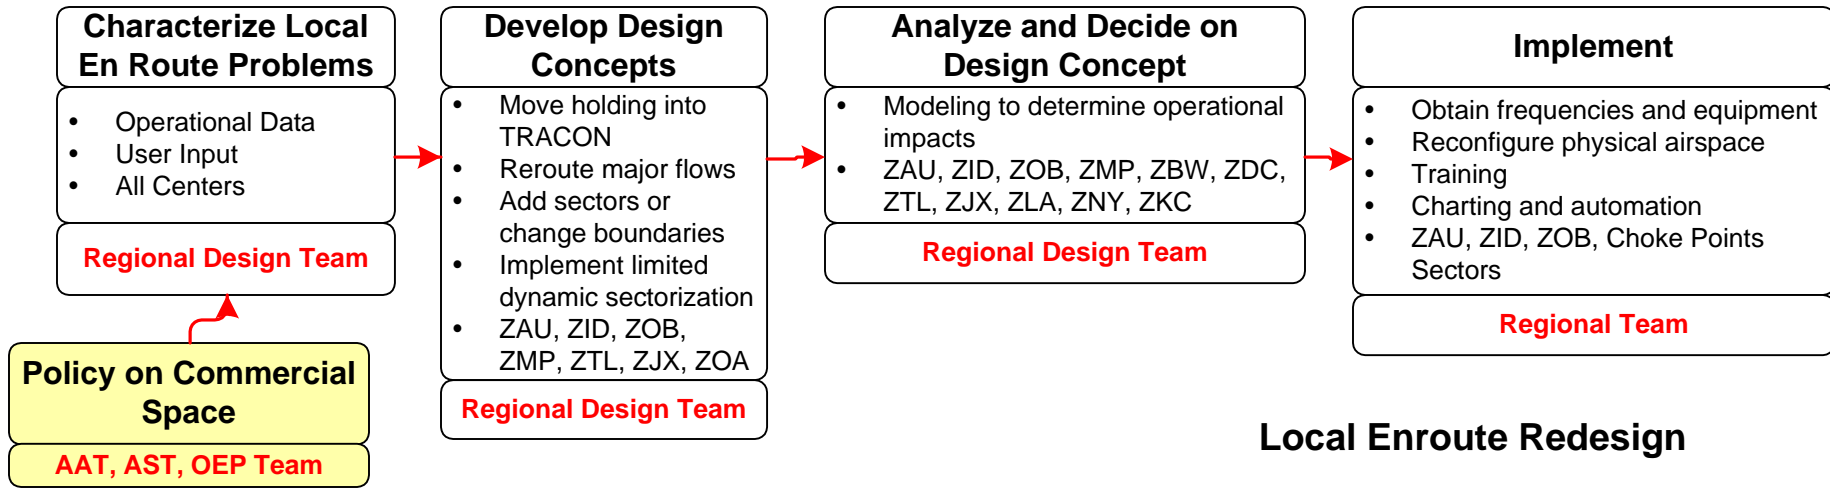 Characterize Local
En Route Problems
• Operational Data
• User Input
• All Centers
Regional Design Team
Policy on Commercial
Space
AAT, AST, OEP Team
Develop Design
Concepts
• Move holding into
TRACON
• Reroute major flows
• Add sectors or
change boundaries
• Implement limited
dynamic sectorization
• ZAU, ZID, ZOB,
ZMP, ZTL, ZJX, ZOA
Regional Design Team
Analyze and Decide on
Design Concept
• Modeling to determine operational
impacts
• ZAU, ZID, ZOB, ZMP, ZBW, ZDC,
ZTL, ZJX, ZLA, ZNY, ZKC
Regional Design Team
Implement
• Obtain frequencies and equipment
• Reconfigure physical airspace
• Training
• Charting and automation
• ZAU, ZID, ZOB, Choke Points
Sectors
Regional Team
Local Enroute Redesign